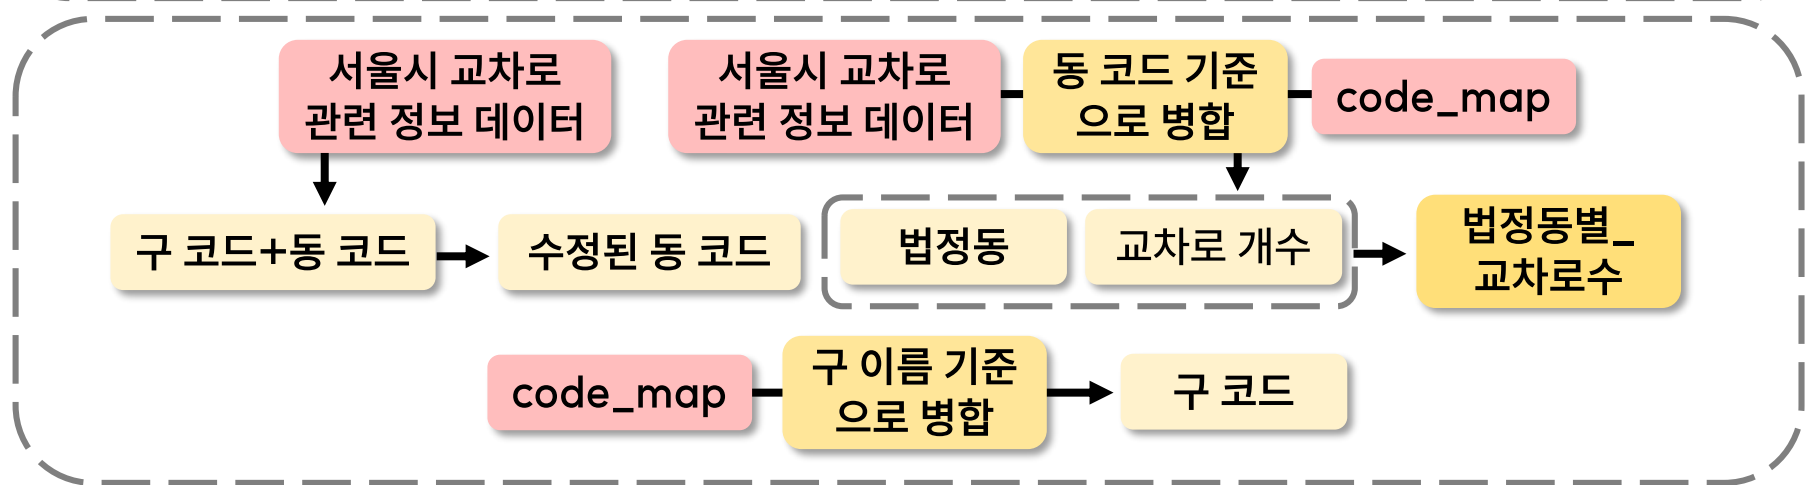 서울시 교차로
관련 정보 데이터
서울시 교차로
관련 정보 데이터
동 코드 기준
으로 병합
code_map
구 코드+동 코드
수정된 동 코드
법정동
교차로 개수
법정동별_
교차로수
code_map
구 이름 기준
으로 병합
구 코드